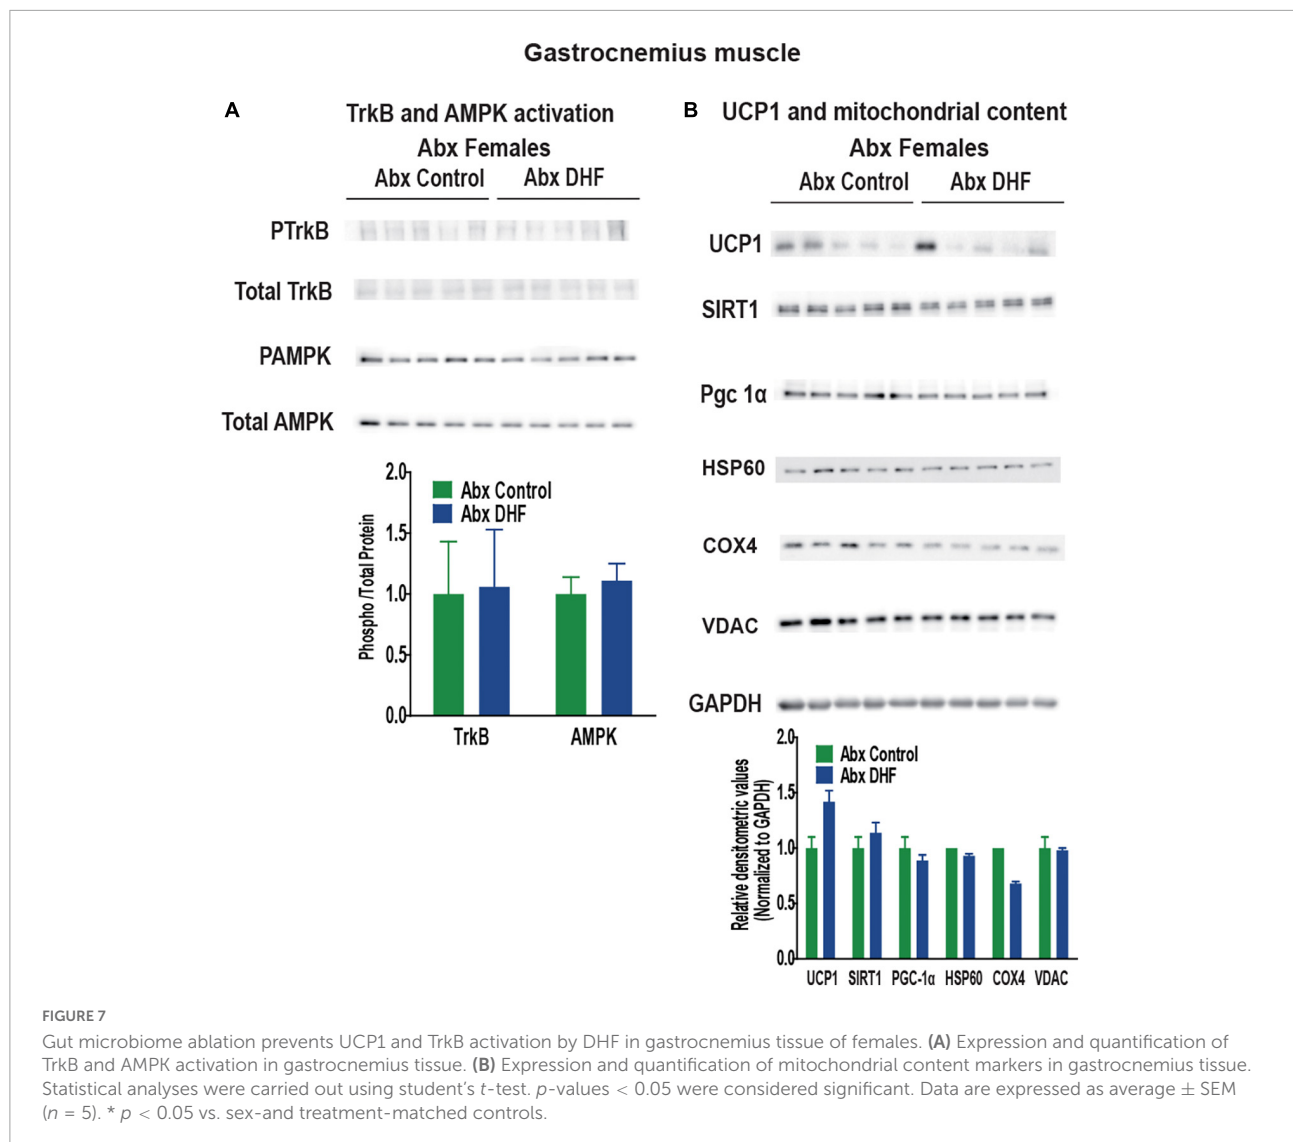 Gastrocnemius muscle
A
TrkB and AMPK activation
Abx Females
Abx Control
Abx DHF
PTrkB
Total TrkB
PAMPK
Total AMPK
2.0
1.5
1.0
0.5
0.0
Phospho /Total Protein
Abx Control
Abx DHF
TrkB
AMPK
B
UCP1 and mitochondrial content
Abx Females
Abx Control
Abx DHF
UCP1
SIRT1
Pgc 1α
HSP60
COX4
VDAC
GAPDH
2.0
1.5
1.0
0.5
0.0
Relative densitometric values
(Normalized to GAPDH)
Abx Control
Abx DHF
UCP1
SIRT1
PGC-1α
HSP60
COX4
VDAC
FIGURE 7
Gut microbiome ablation prevents UCP1 and TrkB activation by DHF in gastrocnemius tissue of females. (A) Expression and quantification of
TrkB and AMPK activation in gastrocnemius tissue. (B) Expression and quantification of mitochondrial content markers in gastrocnemius tissue.
Statistical analyses were carried out using student's t-test. p-values < 0.05 were considered significant. Data are expressed as average ± SEM
(n = 5). * p < 0.05 vs. sex-and treatment-matched controls.